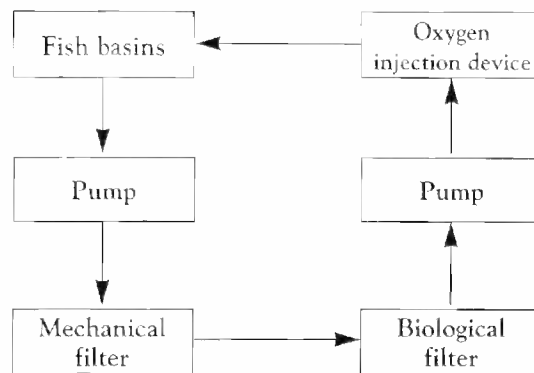 Fish basins
Oxygen
injection device
Pump
Pump
Mechanical
filter
Biological
filter